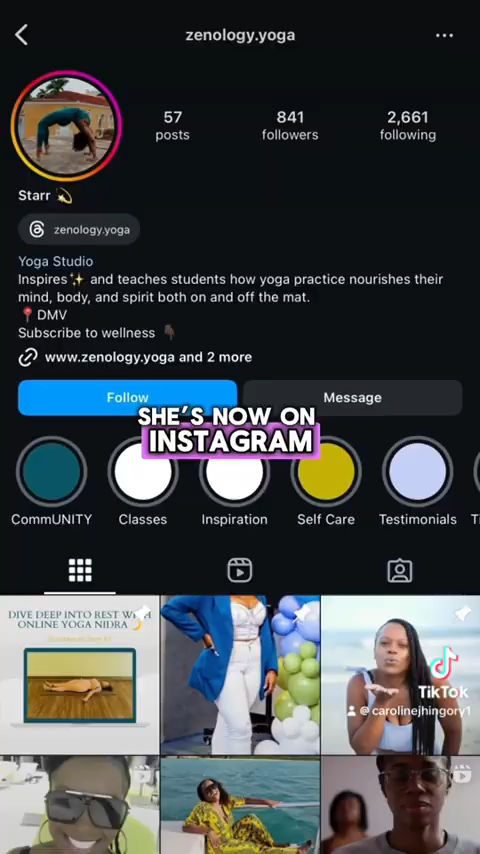 zenology.yoga
57
posts
841
followers
2,661
following
Starr
zenology.yoga
Yoga Studio
Inspires✨ and teaches students how yoga practice nourishes their
mind, body, and spirit both on and off the mat.
📍DMV
Subscribe to wellness 👇🏿
www.zenology.yoga and 2 more
Follow
Message
SHE'S NOW ON
INSTAGRAM
CommUNITY
Classes
Inspiration
Self Care
Testimonials
DIVE DEEP INTO REST WITH
ONLINE YOGA NIDRA
TikTok
@carolinejhingory1